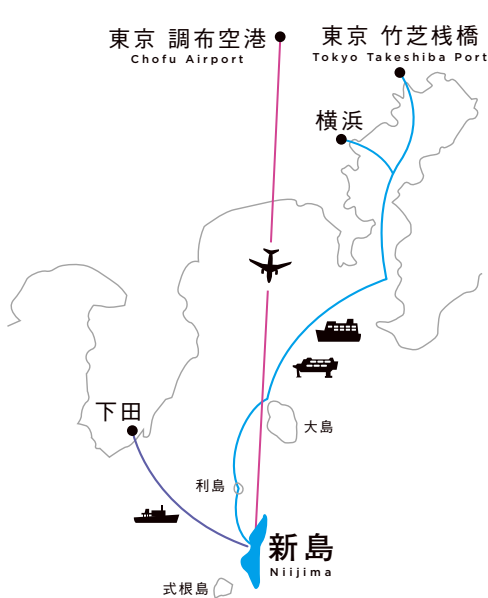 東京 調布空港
Chofu Airport
東京 竹芝桟橋
Tokyo Takeshiba Port
横浜
下田
大島
利島
新島
Niijima
式根島